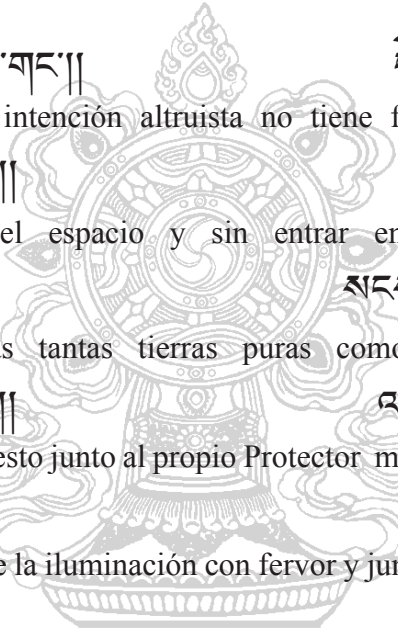 གང་།།
intención altruista no tiene
།།
el espacio y sin entrar en
སངས
tantas tierras puras como
།།
esto junto al propio Protector
la iluminación con fervor y